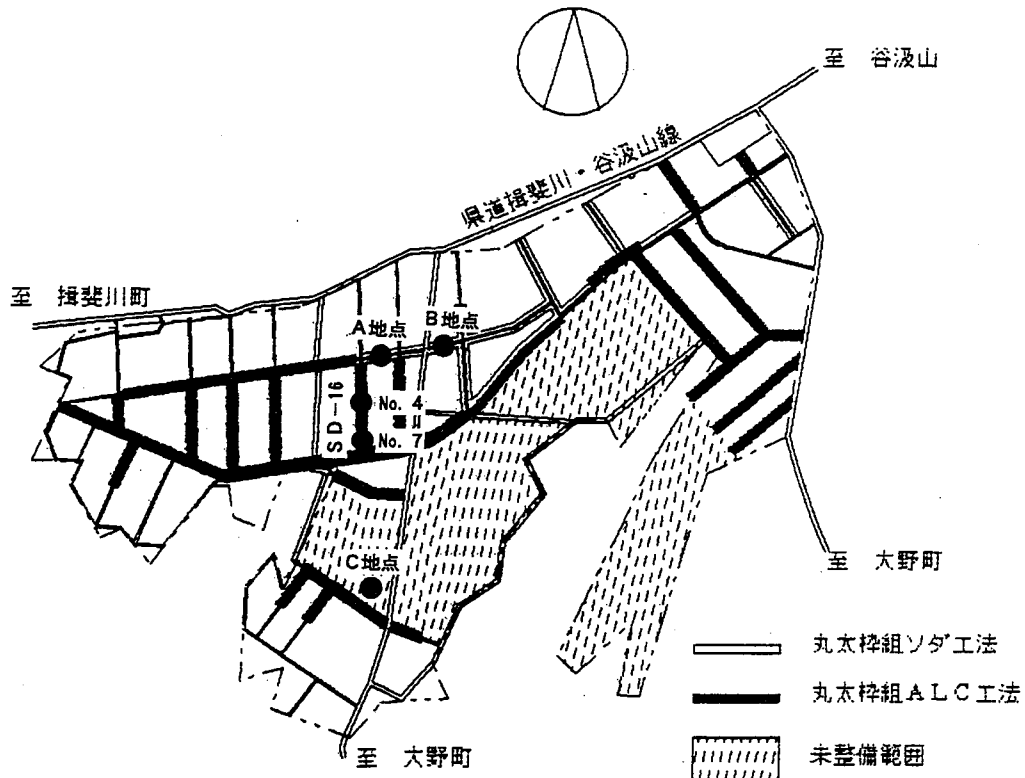 至 谷汲山
県道揖斐川・谷汲山線
至 揖斐川町
A地点
B地点
SD-16
No. 4
No. 7
C地点
至 大野町
丸太枠組ソダ工法
丸太枠組ALC工法
未整備範囲
至 大野町